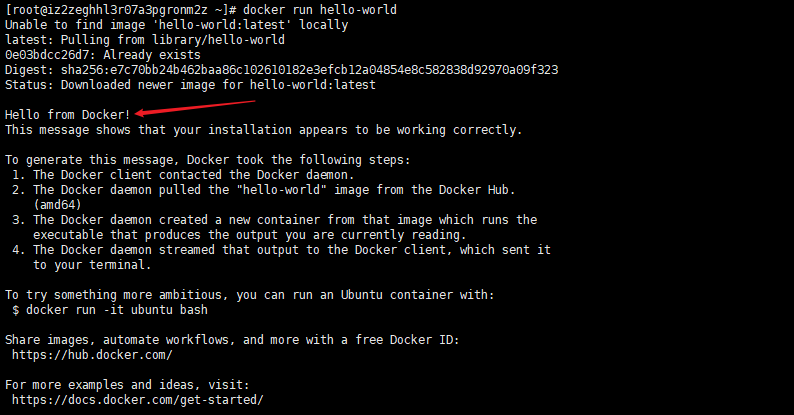 [root@iz2zeghhl3r07a3pgronm2z ~]# docker run hello-world
Unable to find image 'hello-world:latest' locally
latest: Pulling from library/hello-world
0e03bdcc26d7: Already exists
Digest: sha256:e7c70bb24b462baa86c102610182e3efcb12a04854e8c582838d92970a09f323
Status: Downloaded newer image for hello-world:latest

Hello from Docker!
This message shows that your installation appears to be working correctly.

To generate this message, Docker took the following steps:
 1. The Docker client contacted the Docker daemon.
 2. The Docker daemon pulled the "hello-world" image from the Docker Hub.
    (amd64)
 3. The Docker daemon created a new container from that image which runs the
    executable that produces the output you are currently reading.
 4. The Docker daemon streamed that output to the Docker client, which sent it
    to your terminal.

To try something more ambitious, you can run an Ubuntu container with:
 $ docker run -it ubuntu bash

Share images, automate workflows, and more with a free Docker ID:
 https://hub.docker.com/

For more examples and ideas, visit:
 https://docs.docker.com/get-started/